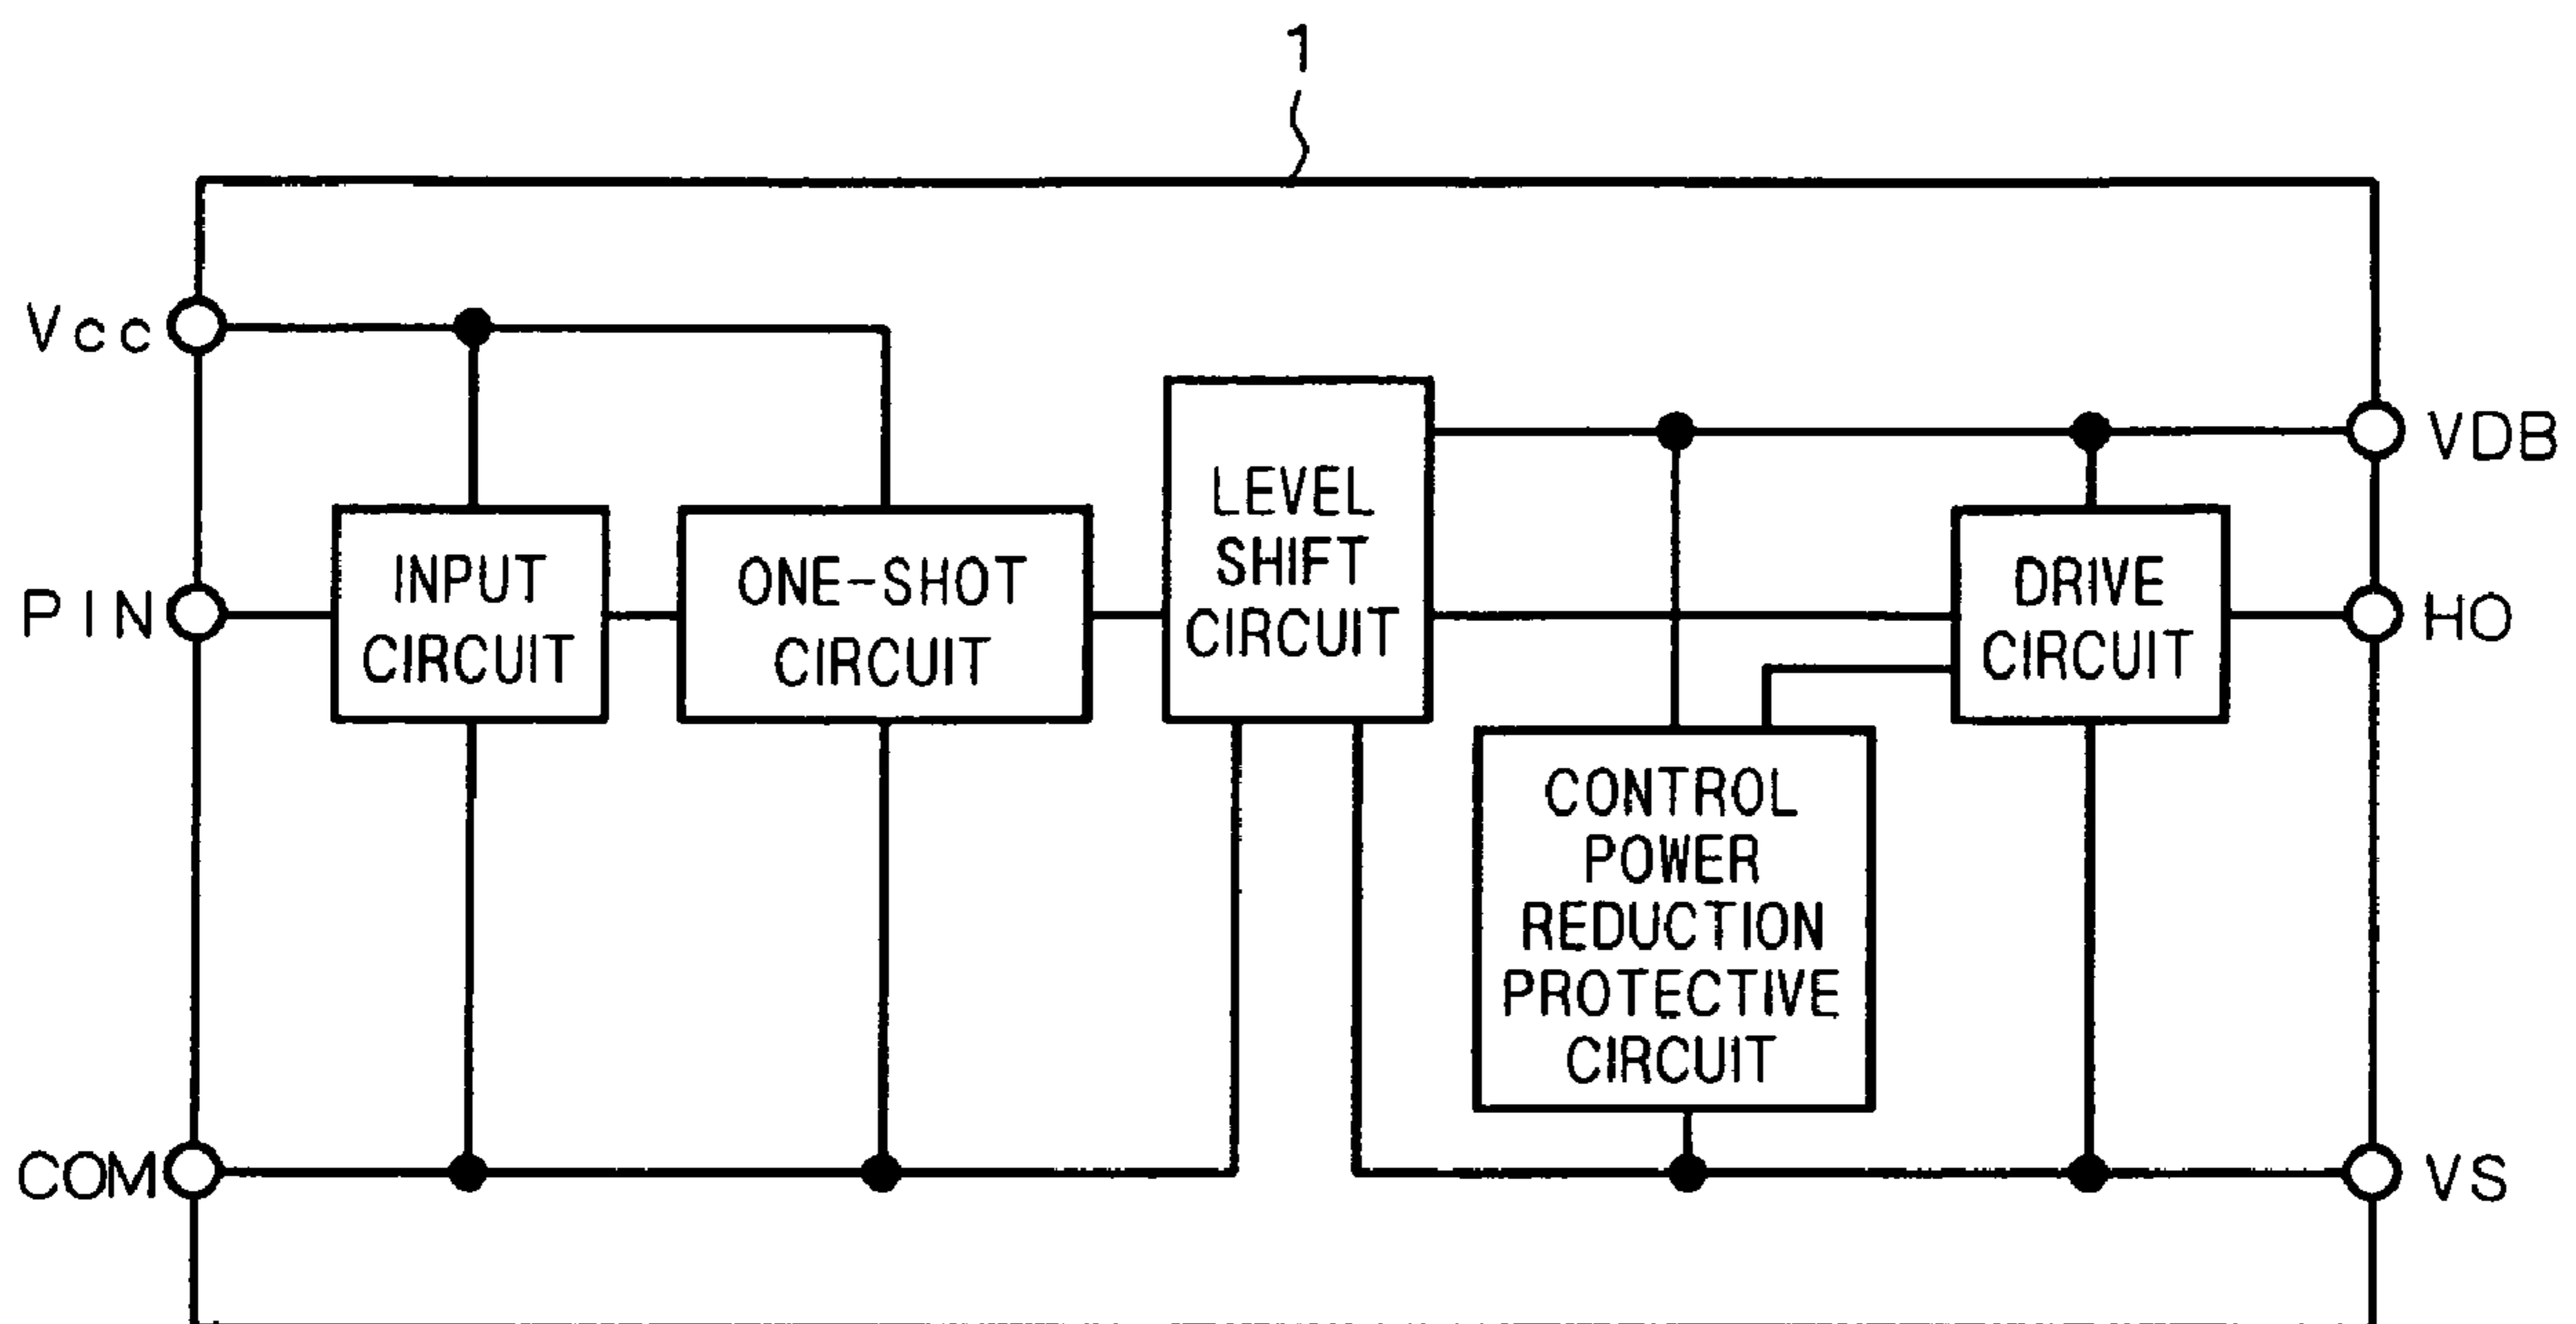 1
Vcc
VDB
LEVEL
SHIFT
CIRCUIT
INPUT
CIRCUIT
ONE-SHOT
CIRCUIT
DRIVE
CIRCUIT
PIN
HO
CONTROL
POWER
REDUCTION
PROTECTIVE
CIRCUIT
COM
VS